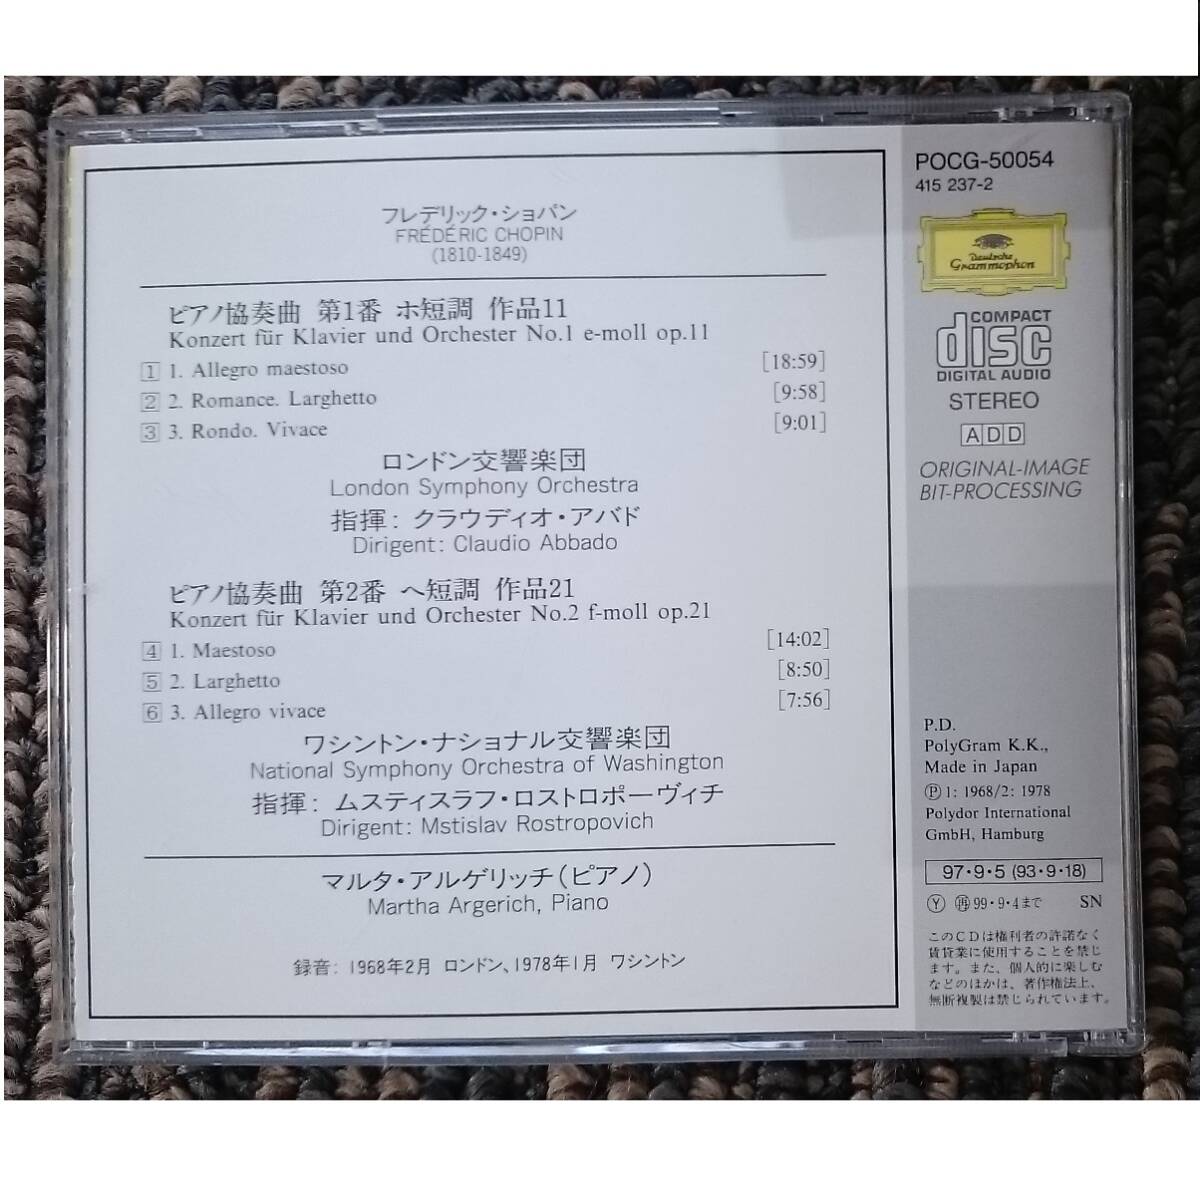 フレデリック・ショパン
FRÉDÉRIC CHOPIN
(1810-1849)
ピアノ協奏曲 第1番 ホ短調 作品11
Konzert für Klavier und Orchester No.1 e-moll op.11
1 1. Allegro maestoso [18:59]
2 2. Romance. Larghetto [9:58]
3 3. Rondo. Vivace [9:01]
ロンドン交響楽団
London Symphony Orchestra
指揮: クラウディオ・アバド
Dirigent: Claudio Abbado
ピアノ協奏曲 第2番 ヘ短調 作品21
Konzert für Klavier und Orchester No.2 f-moll op.21
4 1. Maestoso [14:02]
5 2. Larghetto [8:50]
6 3. Allegro vivace [7:56]
ワシントン・ナショナル交響楽団
National Symphony Orchestra of Washington
指揮: ムスティスラフ・ロストロポーヴィチ
Dirigent: Mstislav Rostropovich
マルタ・アルゲリッチ(ピアノ)
Martha Argerich, Piano
録音: 1968年2月 ロンドン、1978年1月 ワシントン
POCG-50054
415 237-2
Deutsche
Grammophon
COMPACT
disc
DIGITAL AUDIO
STEREO
ADD
ORIGINAL-IMAGE
BIT-PROCESSING
P.D.
PolyGram K.K.,
Made in Japan
Ⓟ 1: 1968/2: 1978
Polydor International
GmbH, Hamburg
97・9・5 (93・9・18)
Ⓨ 再 99・9・4まで SN
このCDは権利者の許諾なく
賃貸業に使用することを禁じ
ます。また、個人的に楽しむ
などのほかは、著作権法上、
無断複製は禁じられています。